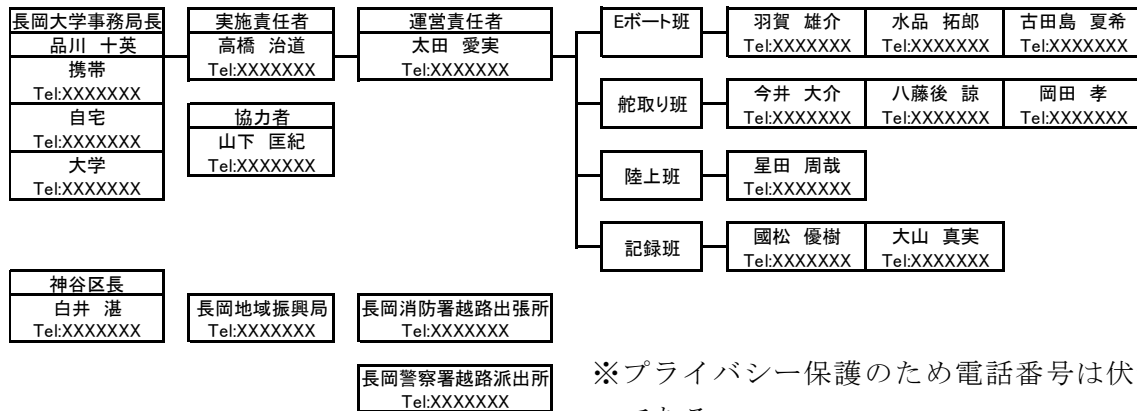 長岡大学事務局長
品川 十英
携帯
Tel:XXXXXXX
自宅
Tel:XXXXXXX
大学
Tel:XXXXXXX
実施責任者
高橋 治道
Tel:XXXXXXX
協力者
山下 匡紀
Tel:XXXXXXX
運営責任者
太田 愛実
Tel:XXXXXXX
Eボート班
羽賀 雄介
Tel:XXXXXXX
水品 拓郎
Tel:XXXXXXX
古田島 夏希
Tel:XXXXXXX
舵取り班
今井 大介
Tel:XXXXXXX
八藤後 諒
Tel:XXXXXXX
岡田 孝
Tel:XXXXXXX
陸上班
星田 周哉
Tel:XXXXXXX
記録班
國松 優樹
Tel:XXXXXXX
大山 真実
Tel:XXXXXXX
神谷区長
白井 湛
Tel:XXXXXXX
長岡地域振興局
Tel:XXXXXXX
長岡消防署越路出張所
Tel:XXXXXXX
長岡警察署越路派出所
Tel:XXXXXXX
※プライバシー保護のため電話番号は伏